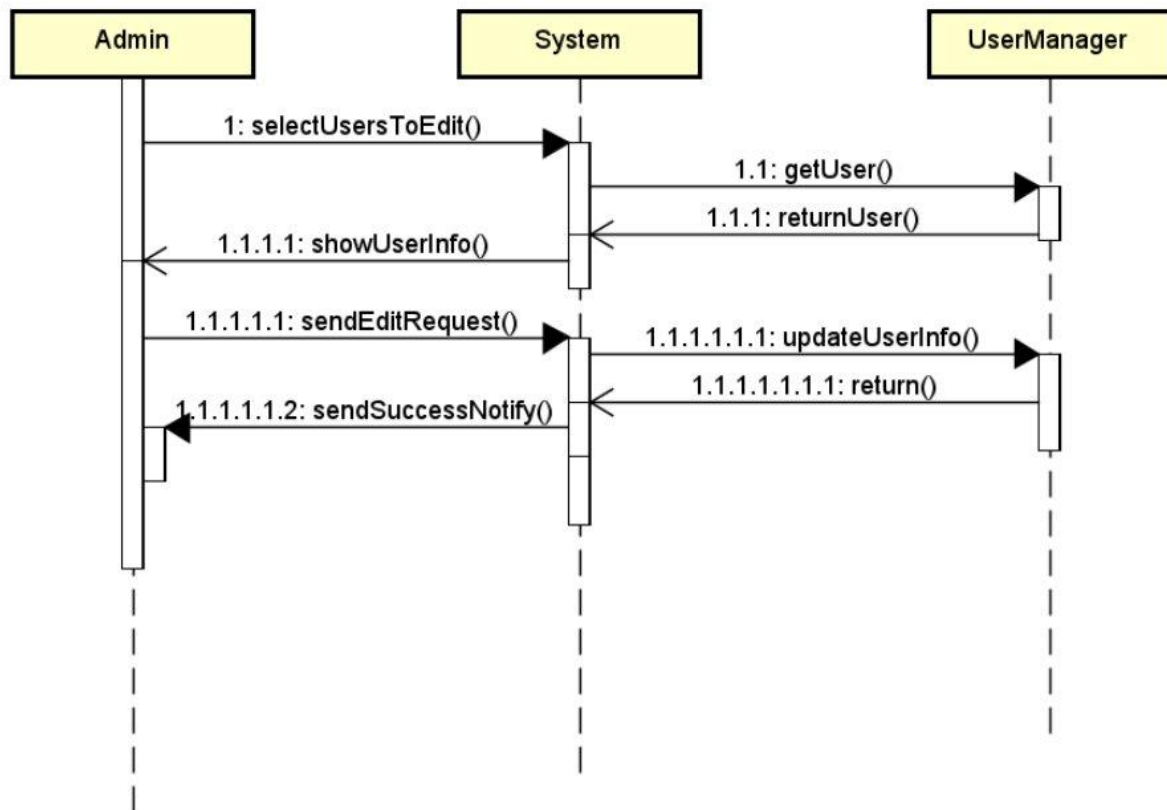 Admin
System
UserManager
1: selectUsersToEdit()
1.1: getUser()
1.1.1: returnUser()
1.1.1.1: showUserInfo()
1.1.1.1.1: sendEditRequest()
1.1.1.1.1.1: updateUserInfo()
1.1.1.1.1.1.1: return()
1.1.1.1.1.2: sendSuccessNotify()